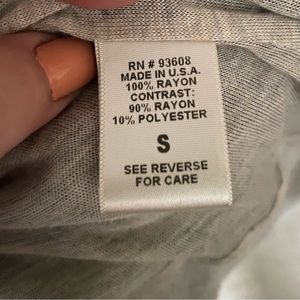 RN # 93608
MADE IN U.S.A.
100% RAYON
CONTRAST:
90% RAYON
10% POLYESTER
S
SEE REVERSE
FOR CARE